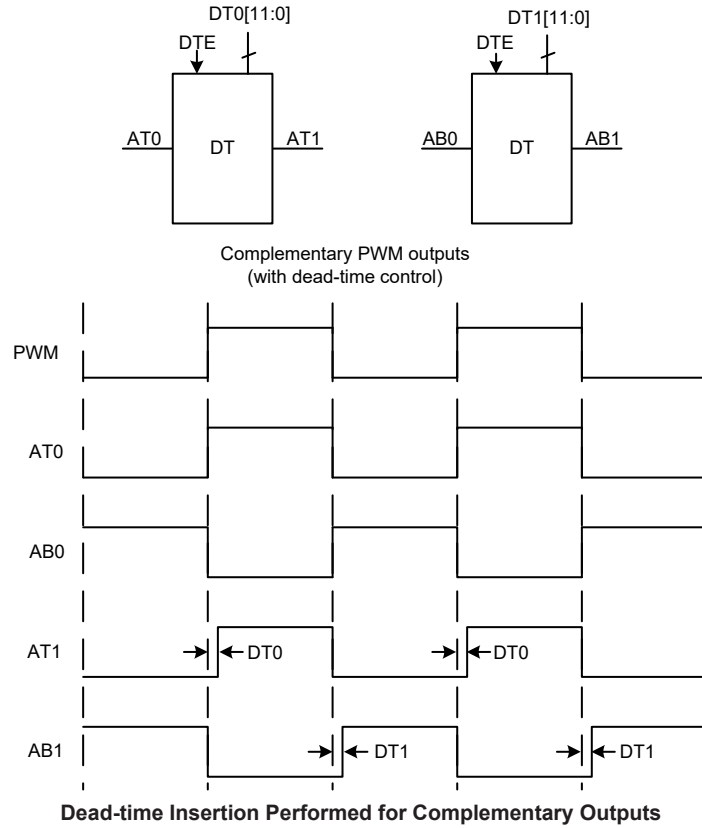 DT0[11:0]
DT1[11:0]
DTE
DTE
AT0
DT
AT1
AB0
DT
AB1
Complementary PWM outputs
(with dead-time control)
PWM
AT0
AB0
AT1
DT0
DT0
AB1
DT1
DT1
Dead-time Insertion Performed for Complementary Outputs